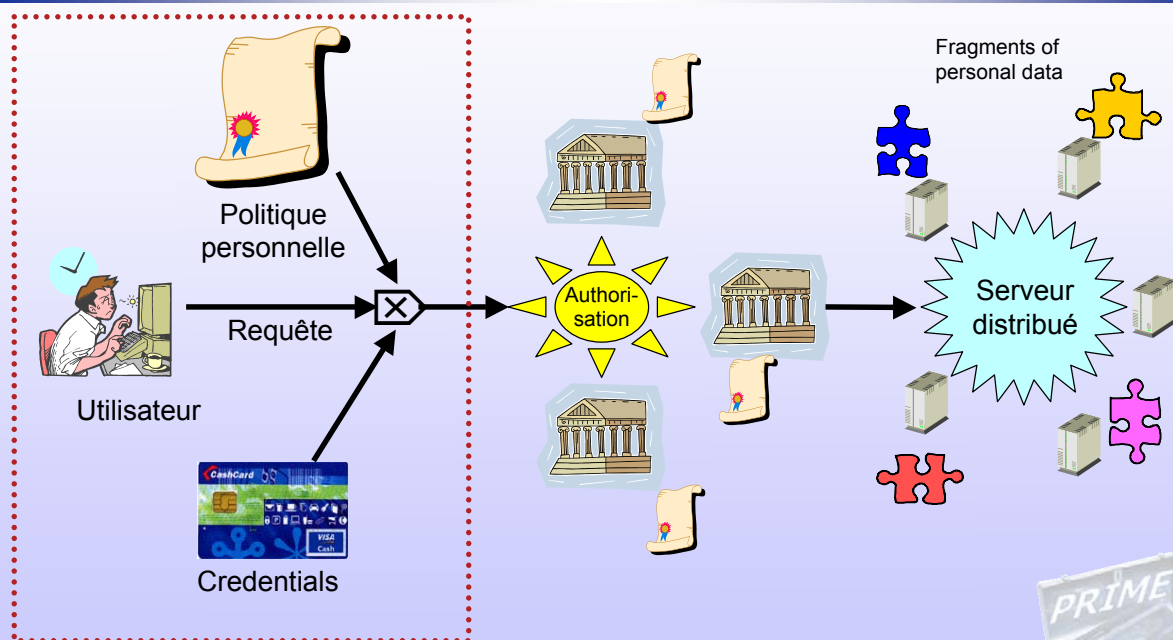 Fragments of
personal data
Politique
personnelle
Requête
Utilisateur
CashCard
VISA
Cash
Credentials
Authori-
sation
Serveur
distribué
PRIME